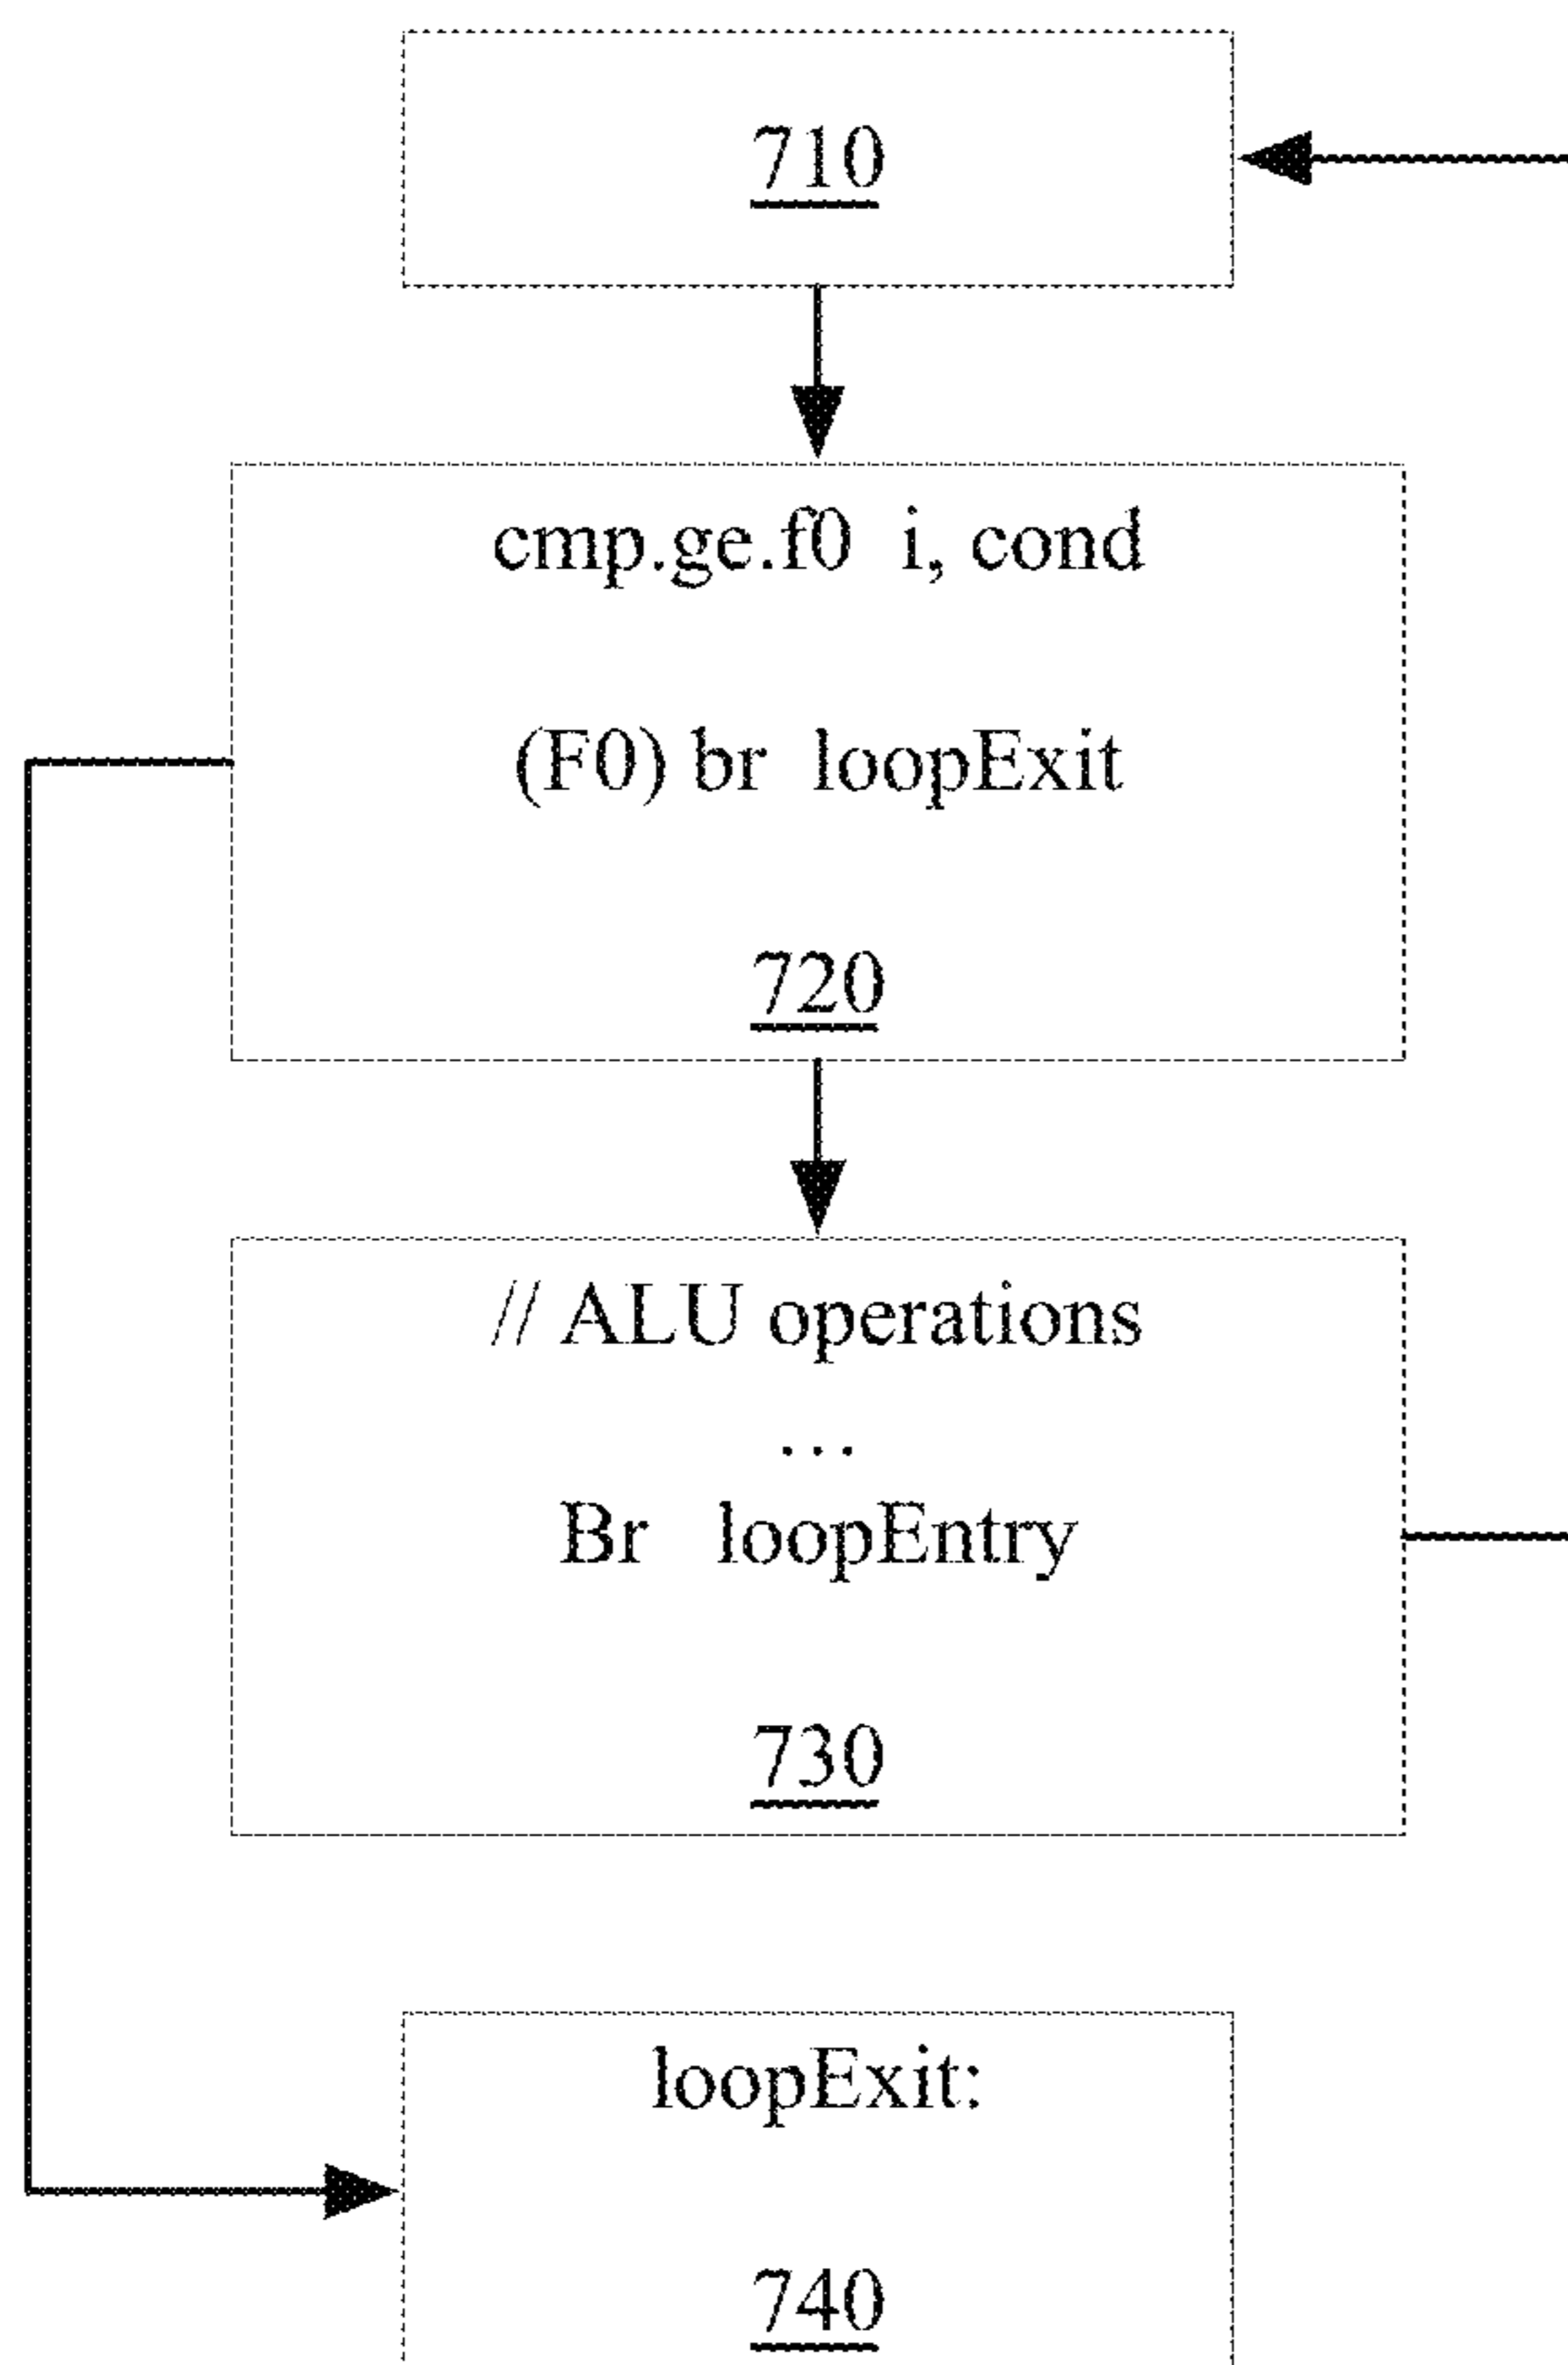 710
cmp.ge.f0 i, cond
(F0) br loopExit
720
// ALU operations
...
Br loopEntry
730
loopExit:
740